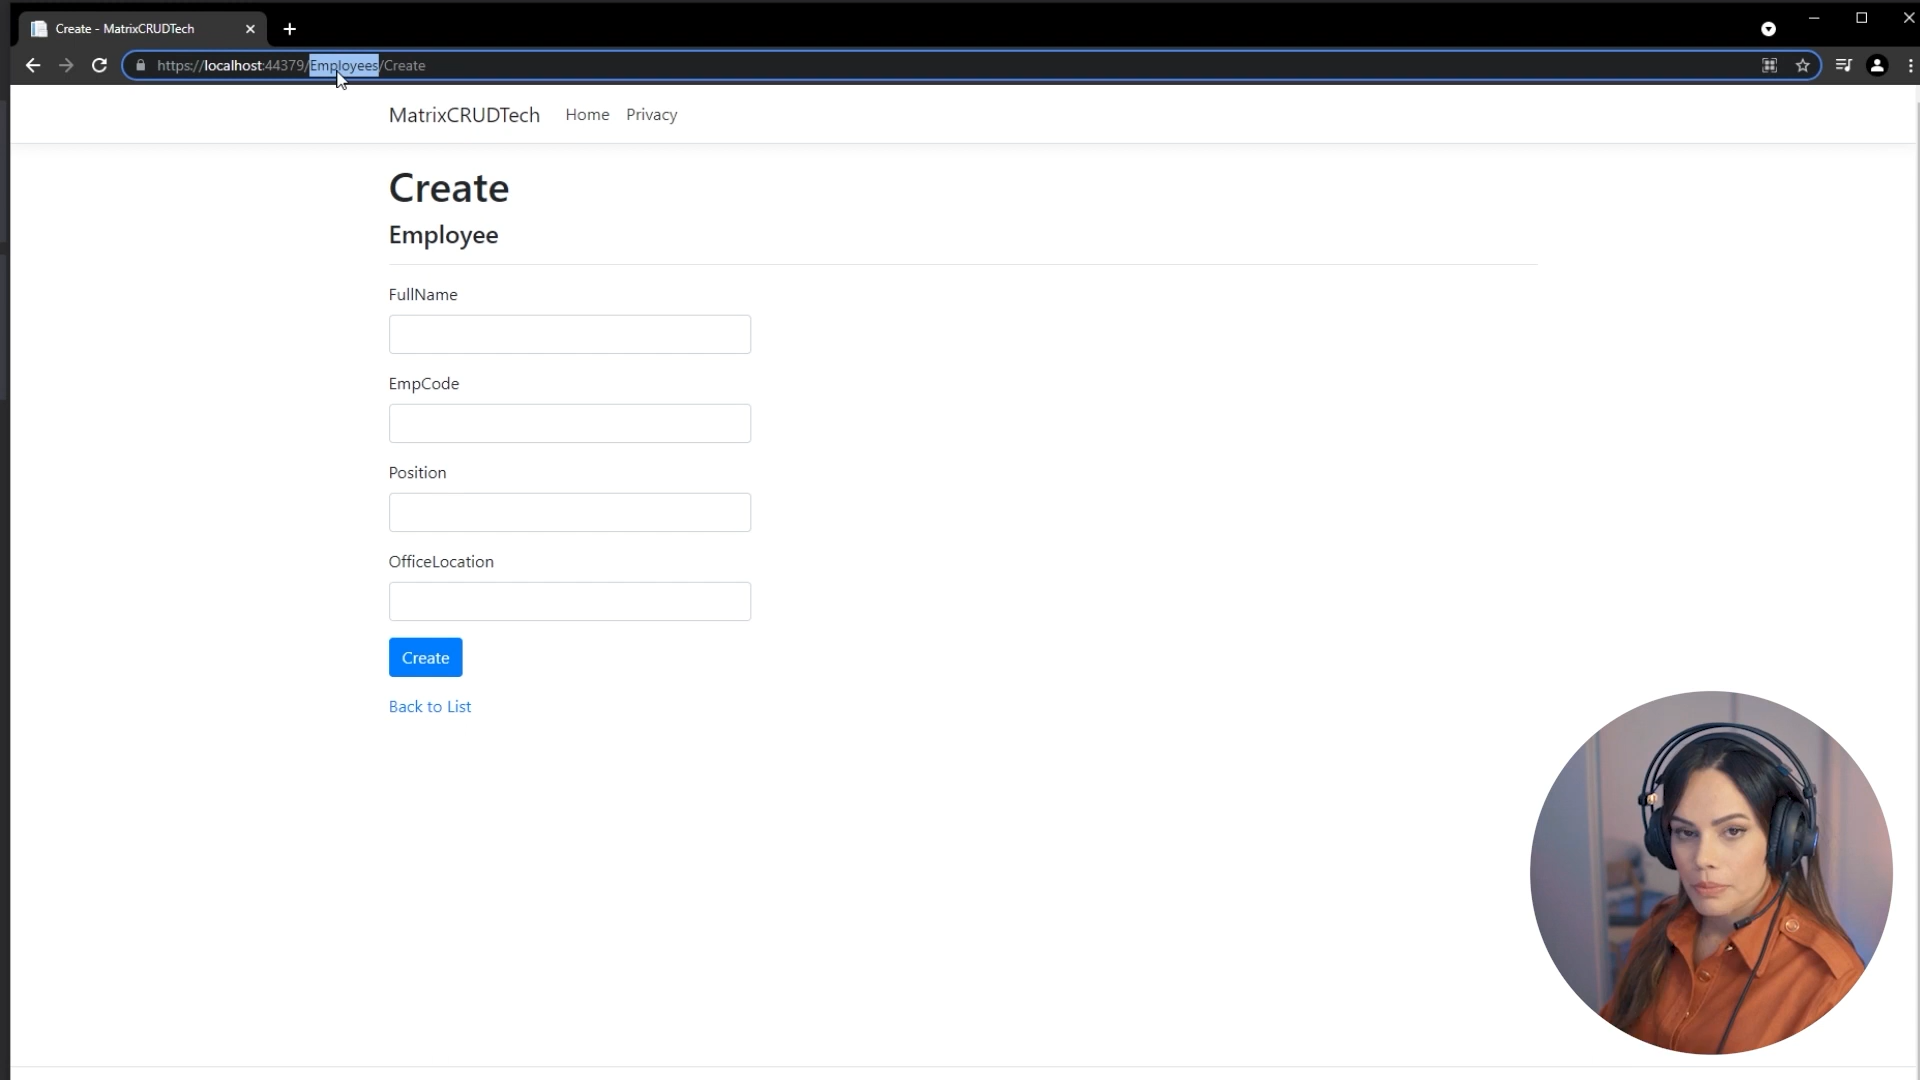 Create - MatrixCRUDTech
https://localhost:44379/Employees/Create
MatrixCRUDTech Home Privacy
Create
Employee
FullName
EmpCode
Position
OfficeLocation
Create
Back to List